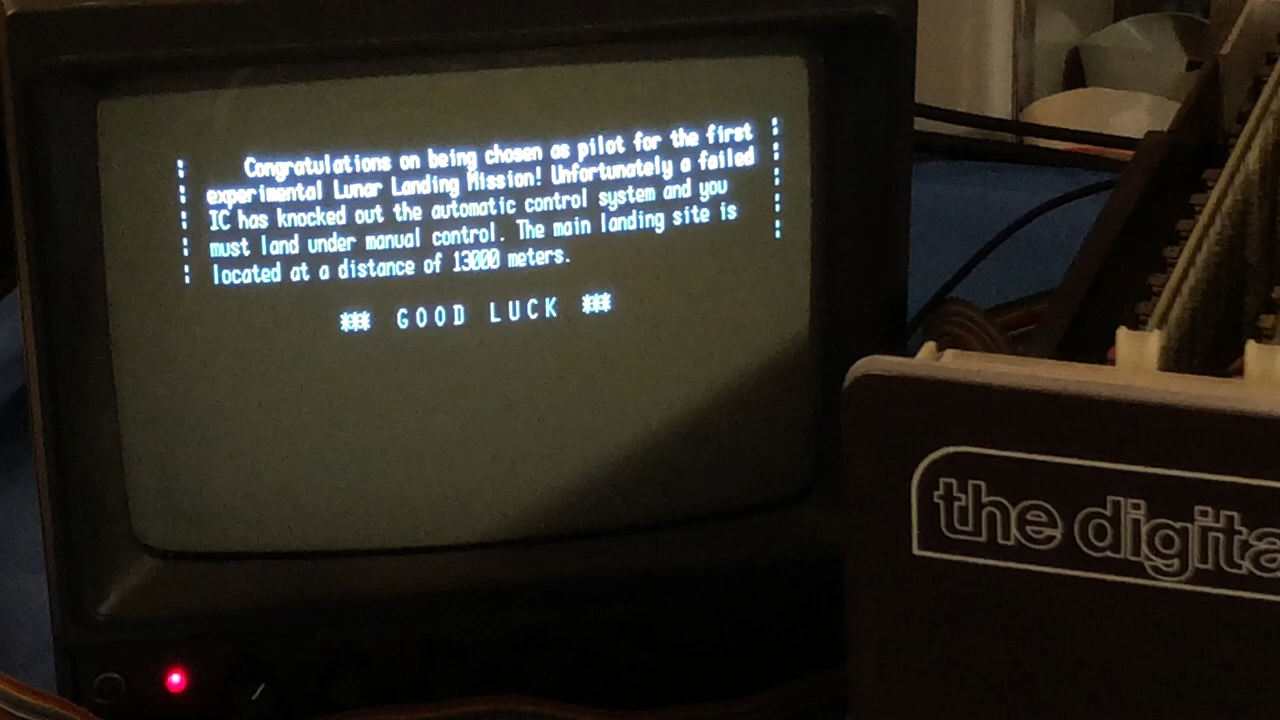 ¦ Congratulations on being chosen as pilot for the first ¦
¦ experimental Lunar Landing Mission! Unfortunately a failed ¦
¦ IC has knocked out the automatic control system and you ¦
¦ must land under manual control. The main landing site is ¦
¦ located at a distance of 13000 meters. ¦
*** GOOD LUCK ***
the digita